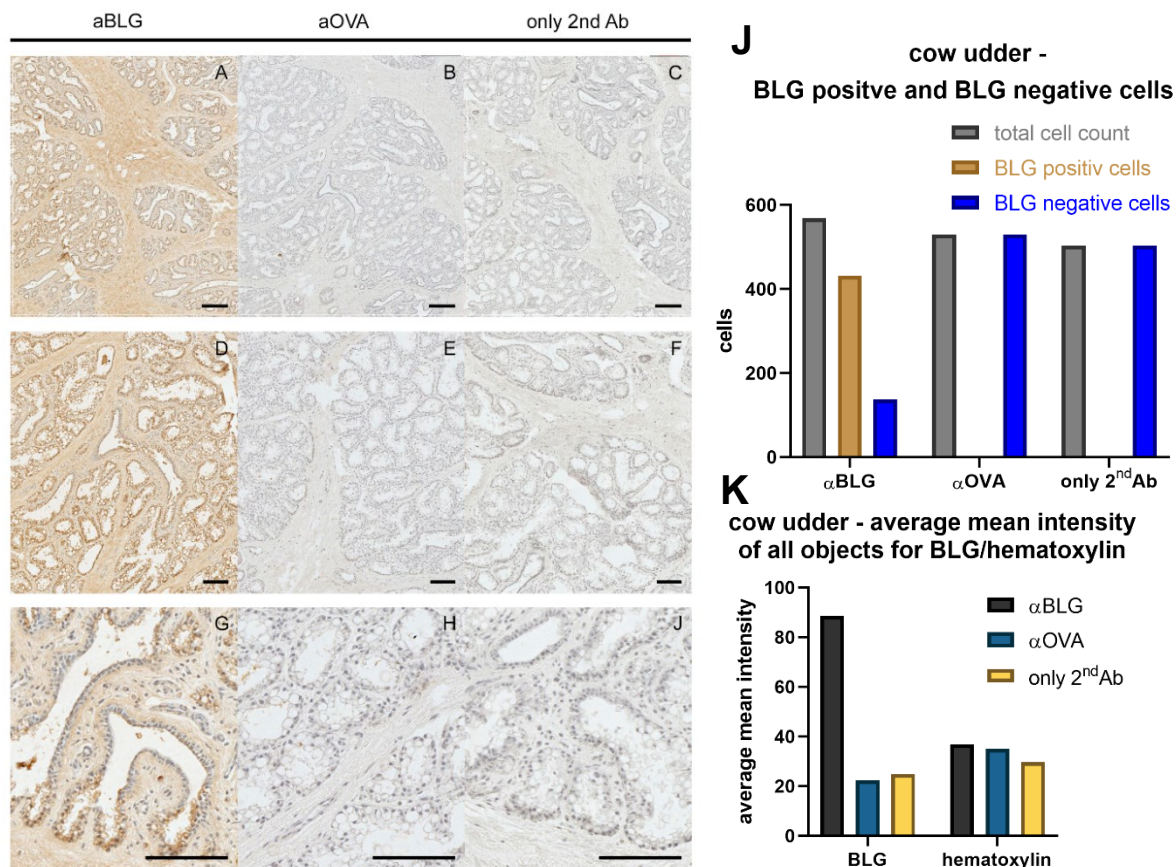 aBLG
aOVA
only 2nd Ab
A
B
C
D
E
F
G
H
J
J
cow udder -
BLG positve and BLG negative cells
total cell count
BLG positiv cells
BLG negative cells
600
400
200
0
cells
αBLG
αOVA
only 2ndAb
K
cow udder - average mean intensity
of all objects for BLG/hematoxylin
100
80
60
40
20
0
average mean intensity
αBLG
αOVA
only 2ndAb
BLG
hematoxylin